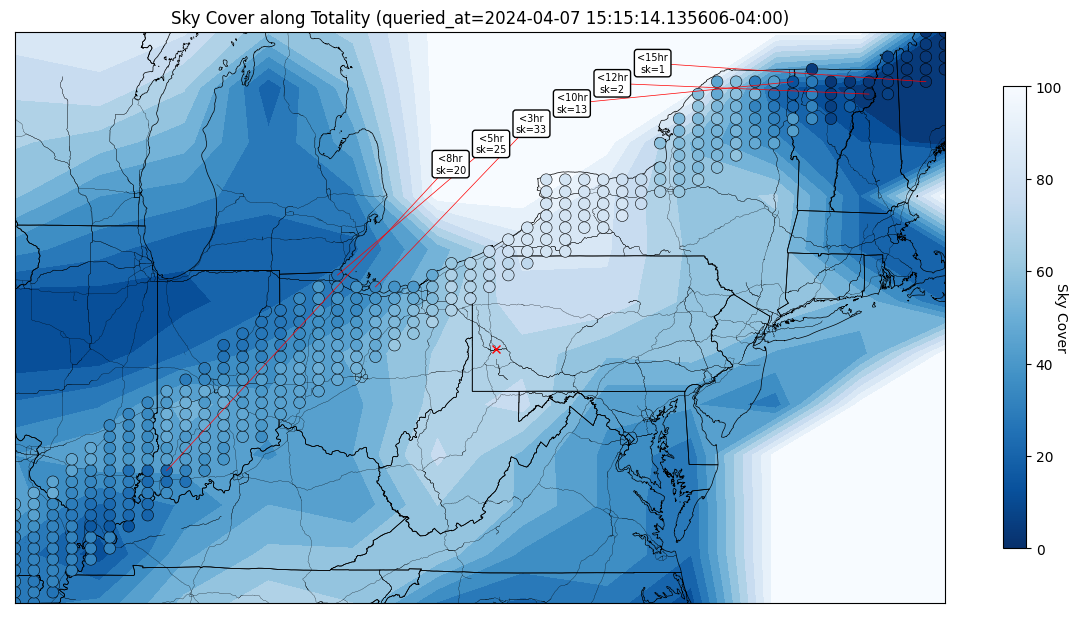 Sky Cover along Totality (queried_at=2024-04-07 15:15:14.135606-04:00)
<15hr
sk=1
<12hr
sk=2
<10hr
sk=13
<3hr
sk=33
<5hr
sk=25
<8hr
sk=20
100
80
60
40
20
0
Sky Cover